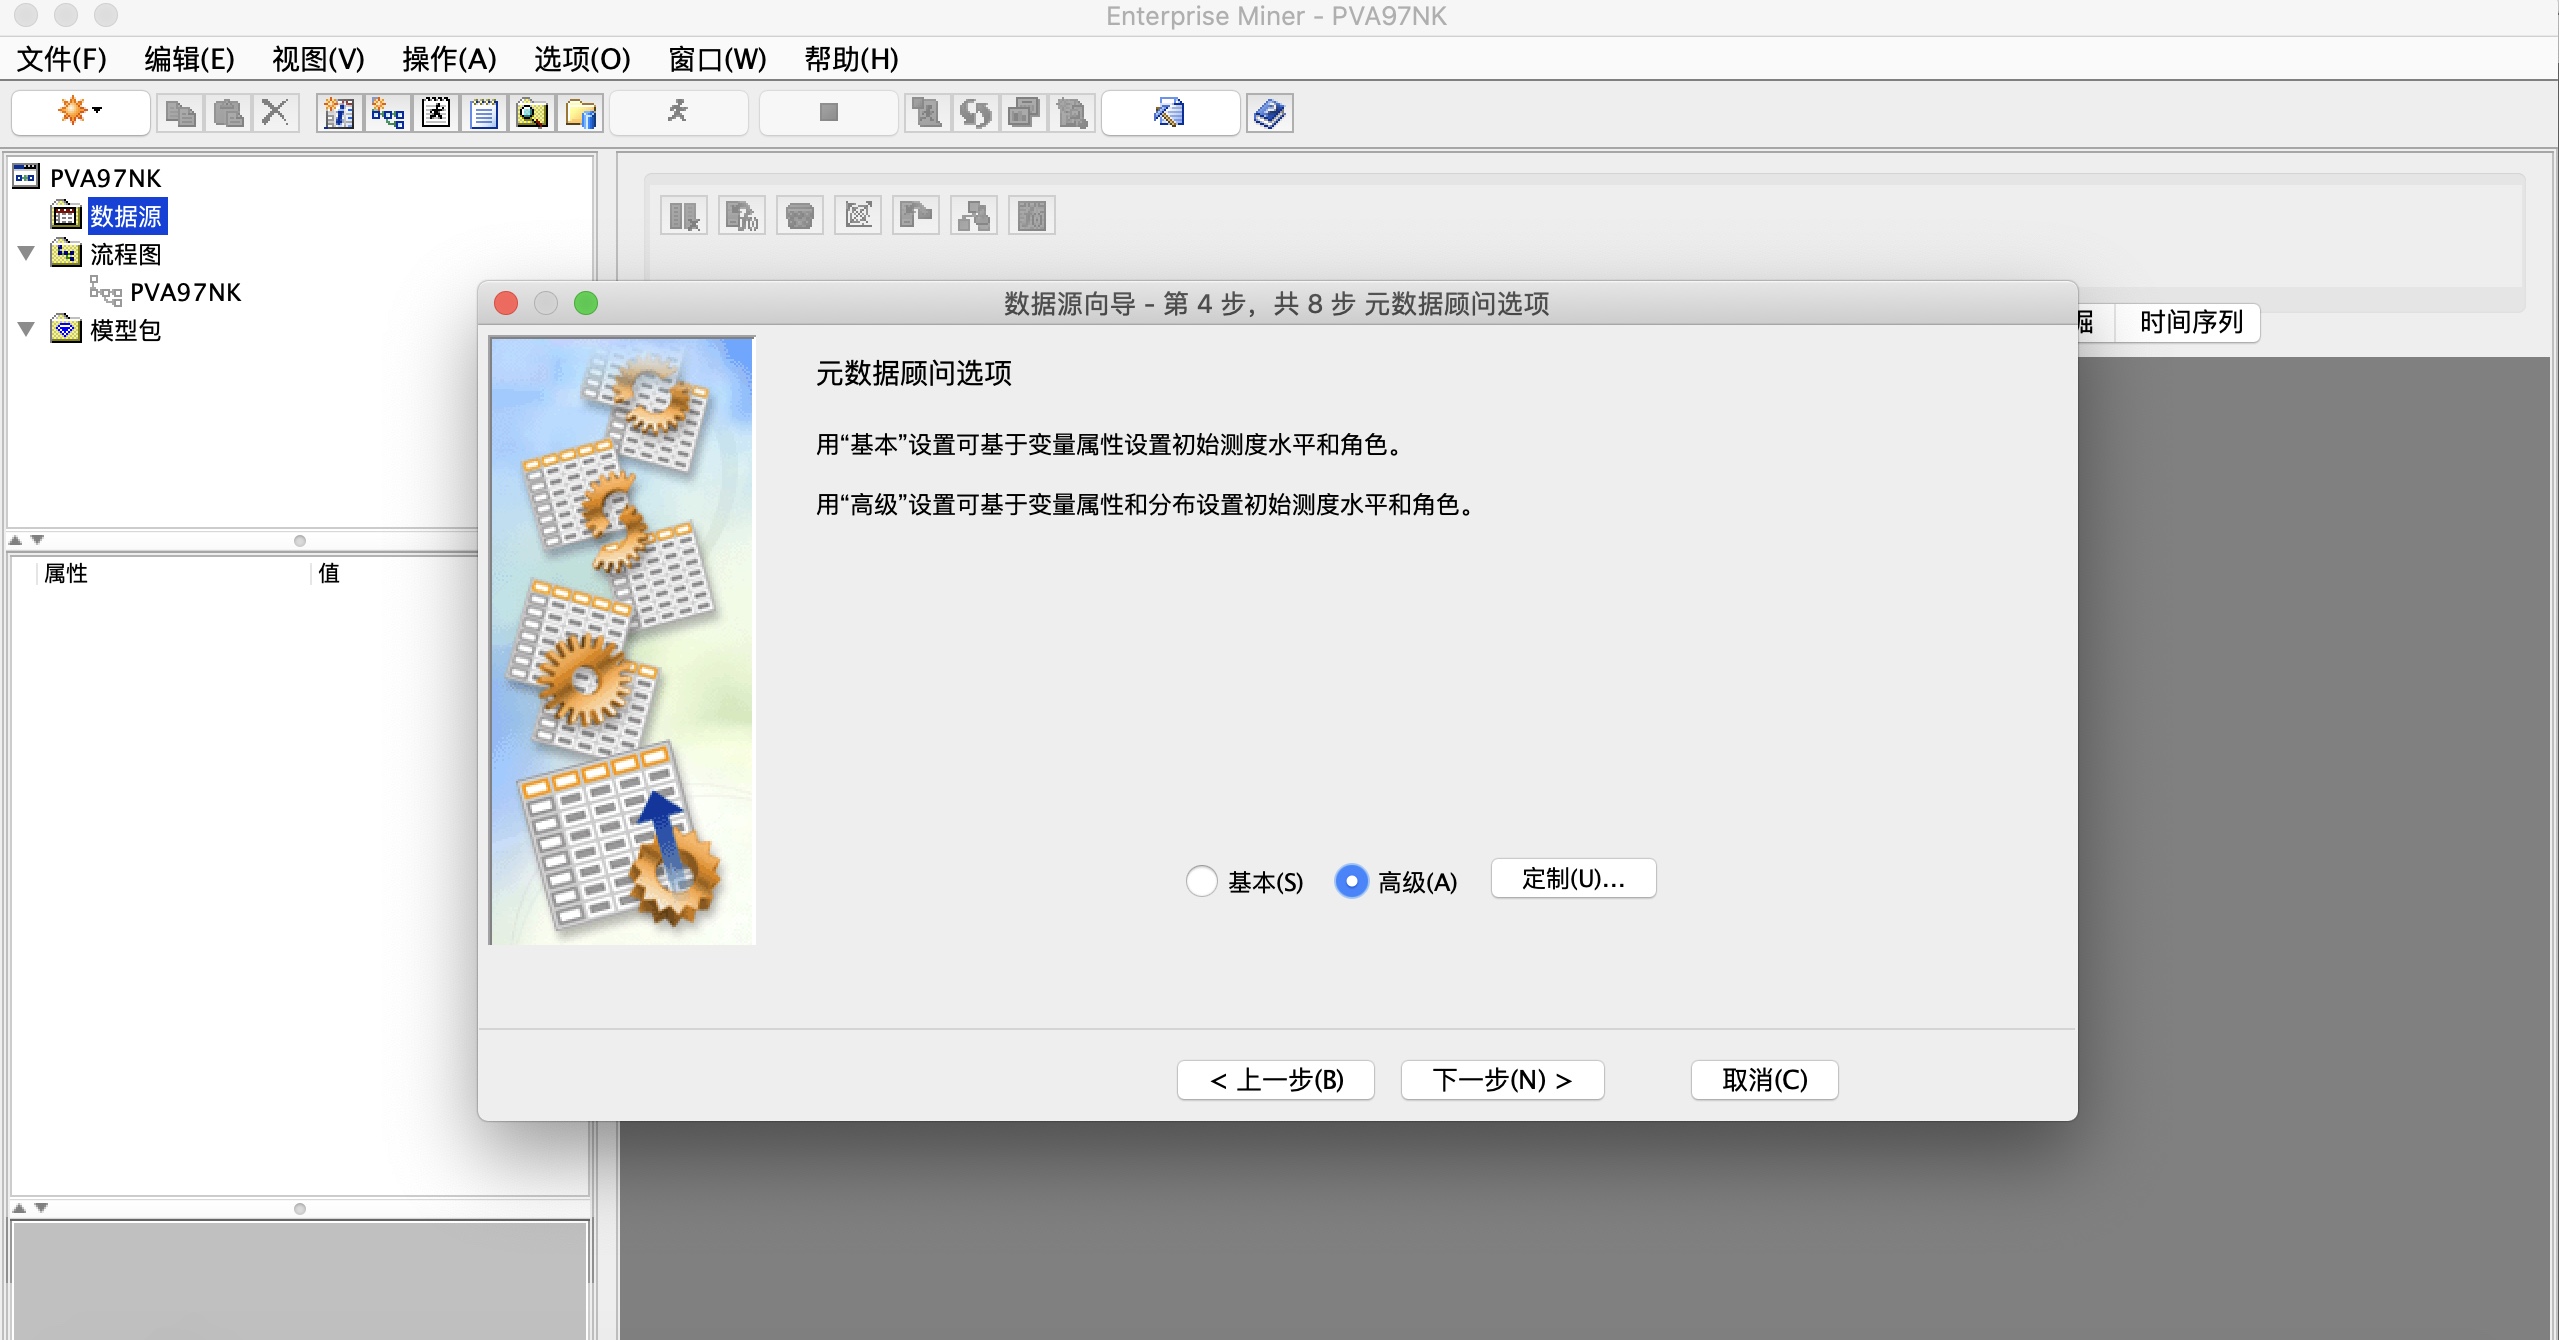 Enterprise Miner - PVA97NK
文件(F) 编辑(E) 视图(V) 操作(A) 选项(O) 窗口(W) 帮助(H)
PVA97NK
数据源
流程图
PVA97NK
模型包
时间序列
属性 值
数据源向导 - 第 4 步，共 8 步 元数据顾问选项
元数据顾问选项
用“基本”设置可基于变量属性设置初始测度水平和角色。
用“高级”设置可基于变量属性和分布设置初始测度水平和角色。
基本(S) 高级(A) 定制(U)...
< 上一步(B) 下一步(N) > 取消(C)